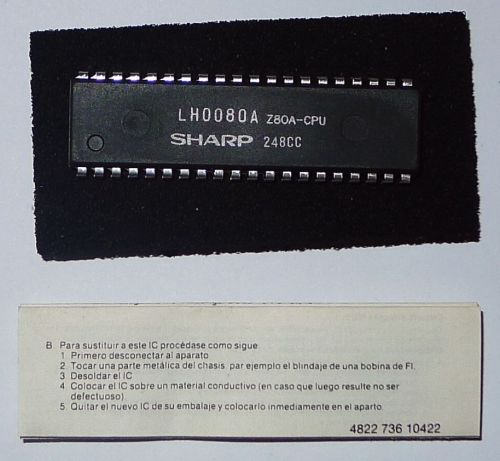 LH0080A Z80A-CPU
SHARP 248CC
B Para sustituir a este IC procédase como sigue.
1 Primero desconectar al aparato
2. Tocar una parte metálica del chasis, par ejemplo el blindaje de una bobina de FI.
3 Desoldar el IC
4. Colocar el IC sobre un material conductivo (en caso que luego resulte no ser
defectuoso).
5. Quitar el nuevo IC de su embalaje y colocarlo inmediamente en el aparto.
4822 736 10422